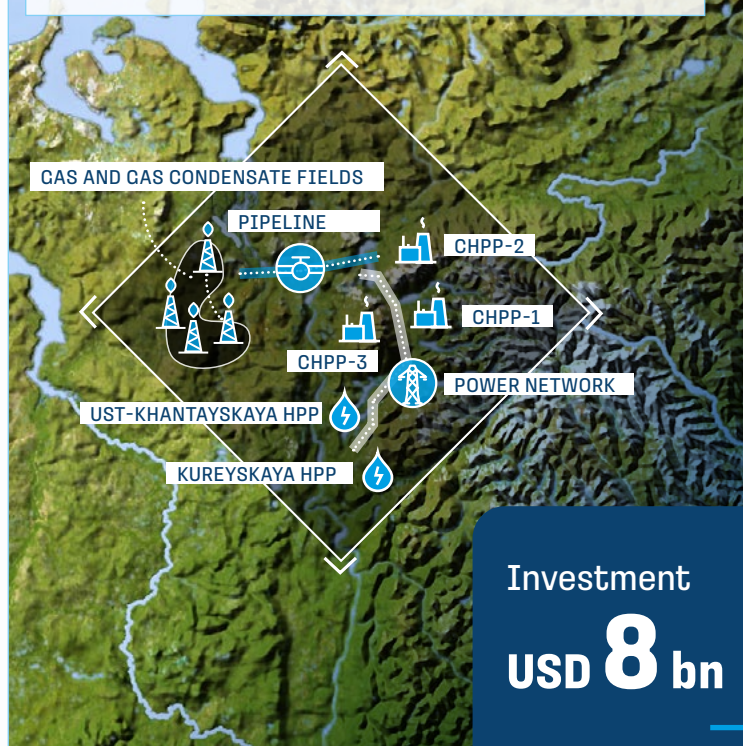 GAS AND GAS CONDENSATE FIELDS
PIPELINE
CHPP-2
CHPP-1
CHPP-3
POWER NETWORK
UST-KHANTAYSKAYA HPP
KUREYSKAYA HPP
Investment
USD 8 bn